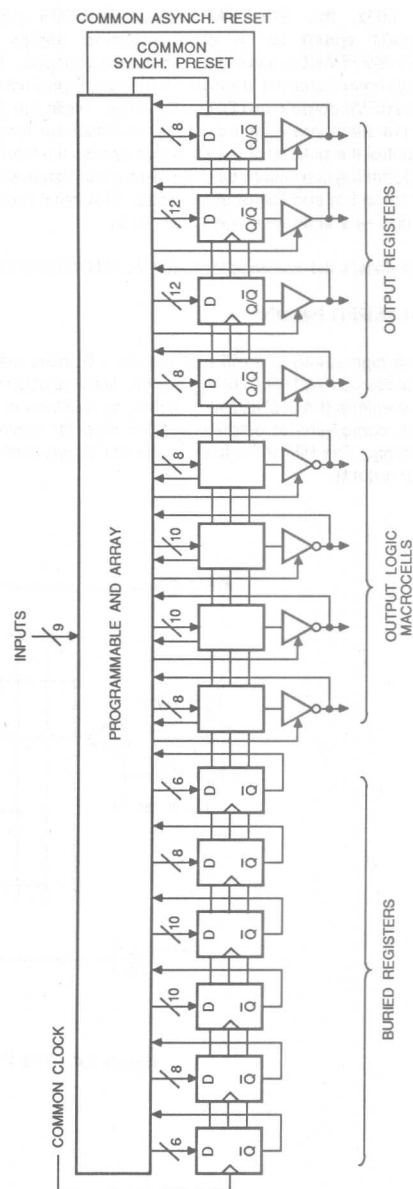 COMMON ASYNCH. RESET
COMMON
SYNCH. PRESET
8
D
Q̅/Q
12
D
Q̅/Q
12
D
Q̅/Q
8
D
Q̅/Q
OUTPUT REGISTERS
8
10
10
8
OUTPUT LOGIC
MACROCELLS
INPUTS
9
PROGRAMMABLE AND ARRAY
6
D
Q̅
8
D
Q̅
10
D
Q̅
10
D
Q̅
8
D
Q̅
6
D
Q̅
BURIED REGISTERS
COMMON CLOCK